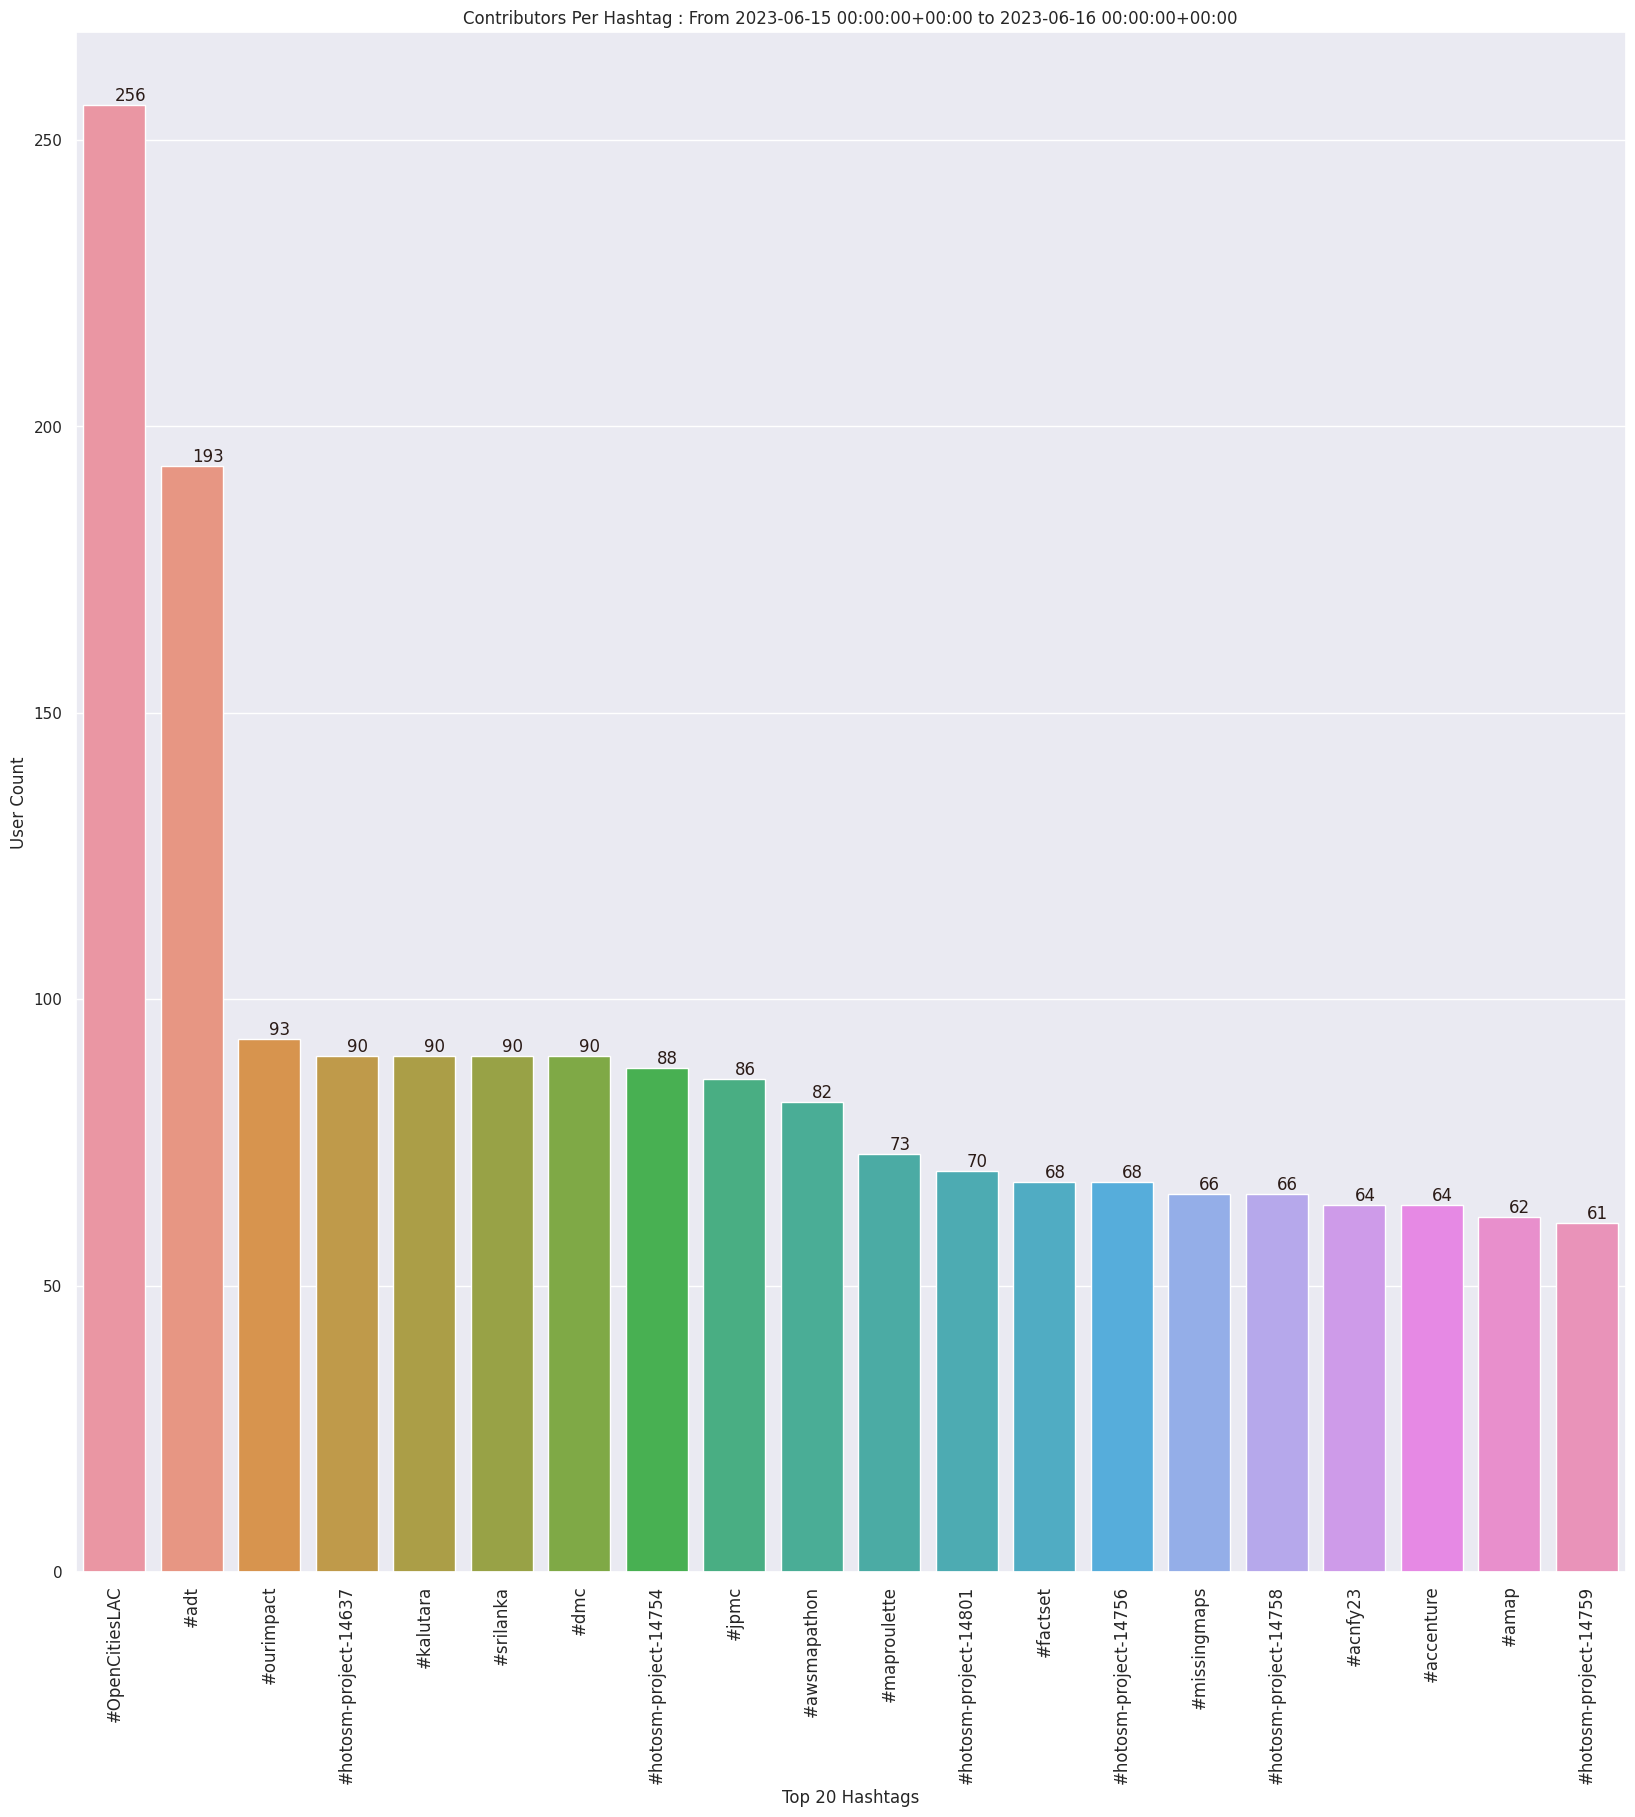 Contributors Per Hashtag : From 2023-06-15 00:00:00+00:00 to 2023-06-16 00:00:00+00:00
User Count
250
200
150
100
50
0
256
193
93
90
90
90
90
88
86
82
73
70
68
68
66
66
64
64
62
61
#OpenCitiesLAC
#adt
#ourimpact
#hotosm-project-14637
#kalutara
#srilanka
#dmc
#hotosm-project-14754
#jpmc
#awsmapathon
#maproulette
#hotosm-project-14801
#factset
#hotosm-project-14756
#missingmaps
#hotosm-project-14758
#acnfy23
#accenture
#amap
#hotosm-project-14759
Top 20 Hashtags